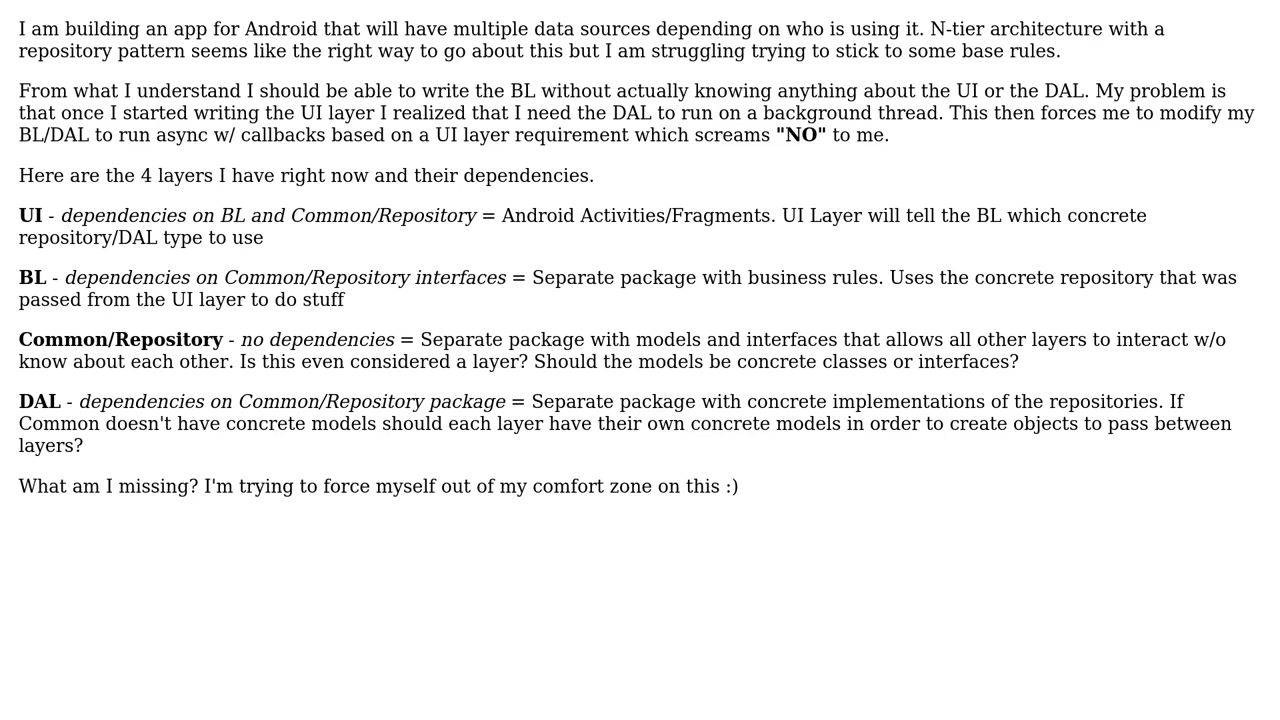 I am building an app for Android that will have multiple data sources depending on who is using it. N-tier architecture with a
repository pattern seems like the right way to go about this but I am struggling trying to stick to some base rules.
From what I understand I should be able to write the BL without actually knowing anything about the UI or the DAL. My problem is
that once I started writing the UI layer I realized that I need the DAL to run on a background thread. This then forces me to modify my
BL/DAL to run async w/ callbacks based on a UI layer requirement which screams "NO" to me.
Here are the 4 layers I have right now and their dependencies.
UI - dependencies on BL and Common/Repository = Android Activities/Fragments. UI Layer will tell the BL which concrete
repository/DAL type to use
BL - dependencies on Common/Repository interfaces = Separate package with business rules. Uses the concrete repository that was
passed from the UI layer to do stuff
Common/Repository - no dependencies = Separate package with models and interfaces that allows all other layers to interact w/o
know about each other. Is this even considered a layer? Should the models be concrete classes or interfaces?
DAL - dependencies on Common/Repository package = Separate package with concrete implementations of the repositories. If
Common doesn't have concrete models should each layer have their own concrete models in order to create objects to pass between
layers?
What am I missing? I'm trying to force myself out of my comfort zone on this :)